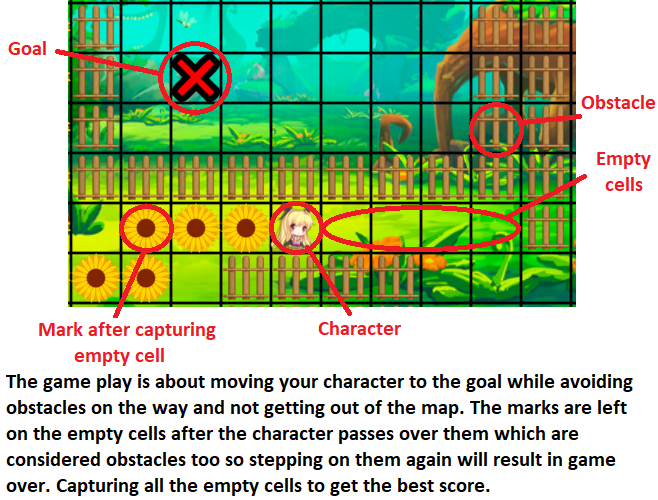 Goal
Obstacle
Empty
cells
Mark after capturing
empty cell
Character
The game play is about moving your character to the goal while avoiding
obstacles on the way and not getting out of the map. The marks are left
on the empty cells after the character passes over them which are
considered obstacles too so stepping on them again will result in game
over. Capturing all the empty cells to get the best score.